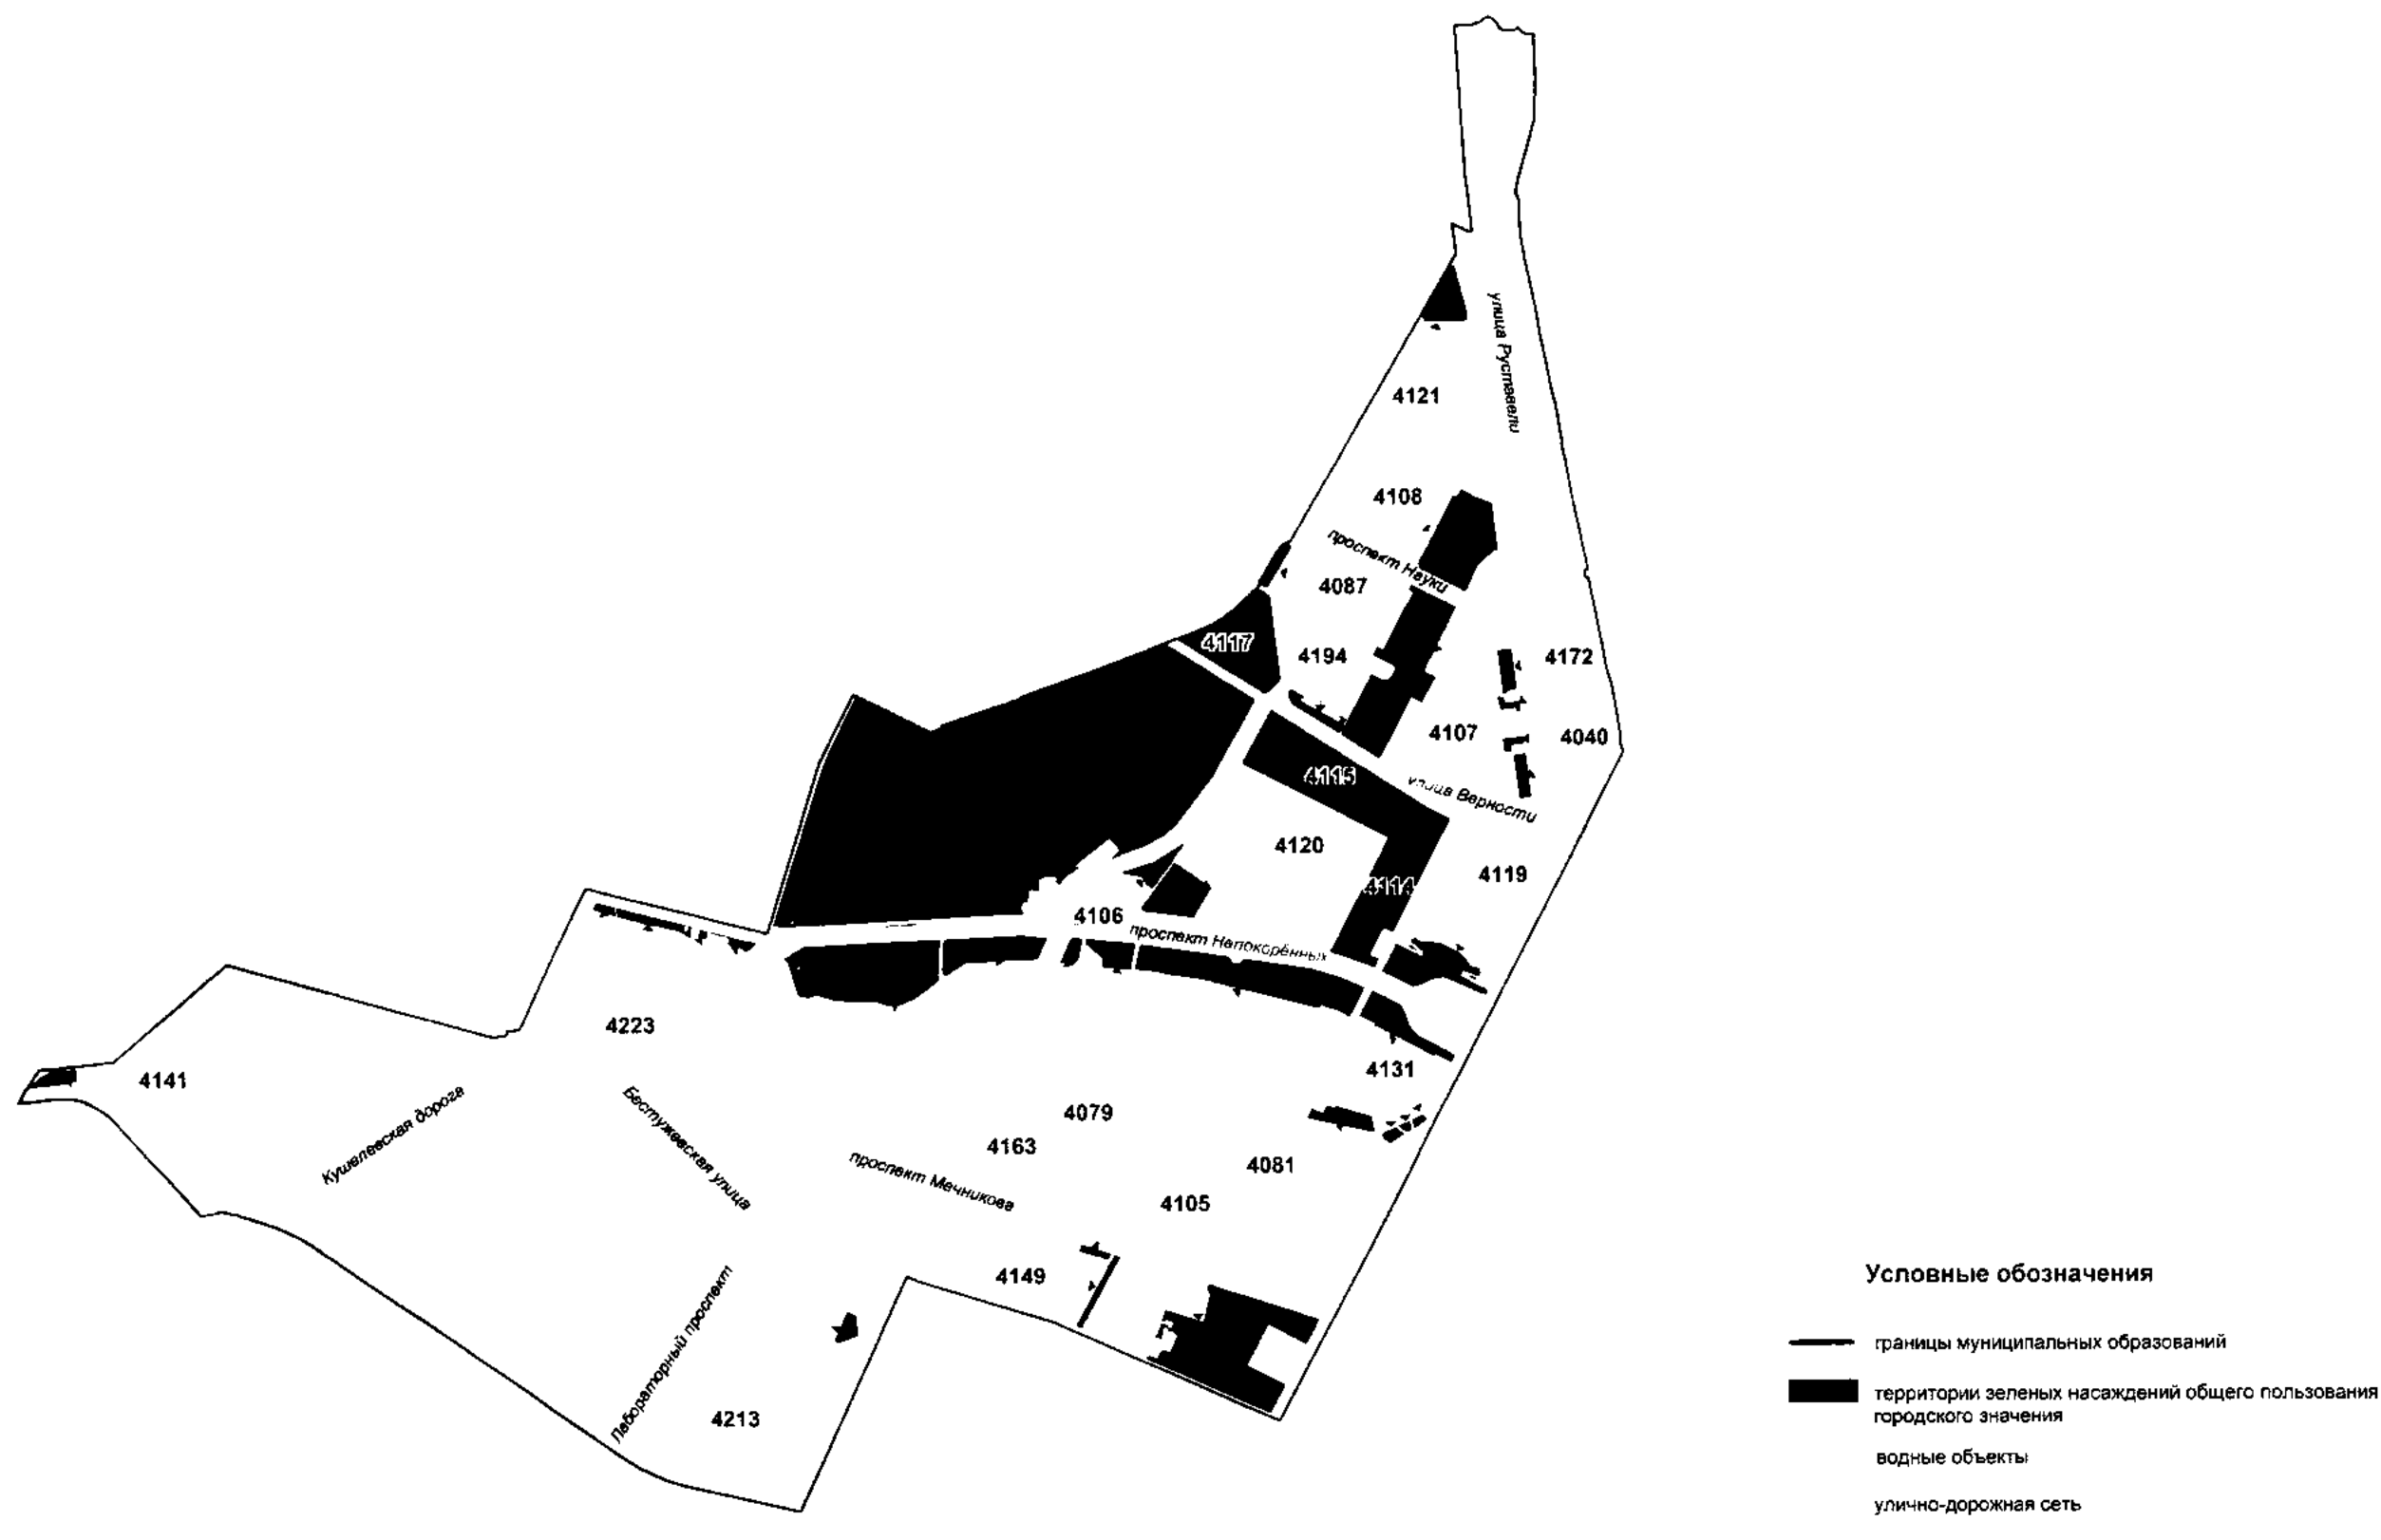 улица Руставели
4121
4108
проспект Науки
4087
4117
4194
4172
4107
4040
4115
улица Верности
4120
4119
4114
4106
проспект Непокорённых
4223
4131
4141
Кушелевская дорога
Бестужевская улица
4079
4163
4081
проспект Мечникова
4105
4149
Лабораторный проспект
4213
Условные обозначения
границы муниципальных образований
территории зеленых насаждений общего пользования
городского значения
водные объекты
улично-дорожная сеть